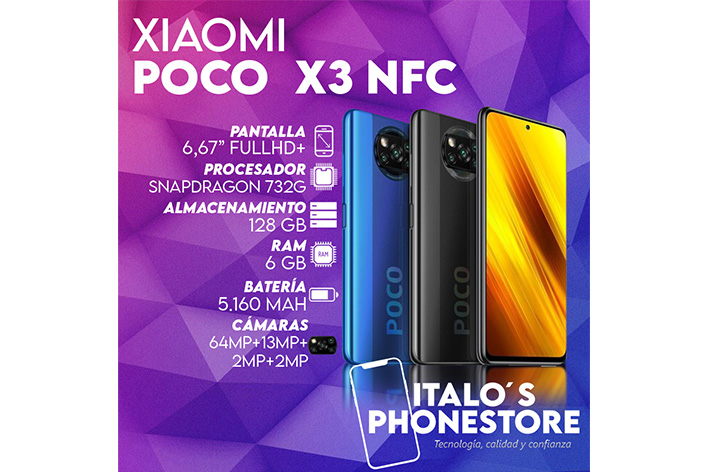 XIAOMI
POCO X3 NFC
PANTALLA
6,67” FULLHD+
PROCESADOR
SNAPDRAGON 732G
ALMACENAMIENTO
128 GB
RAM
RAM
6 GB
BATERÍA
5.160 MAH
CÁMARAS
64MP+13MP+
2MP+2MP
POCO
POCO
ITALO´S
PHONESTORE
Tecnología, calidad y confianza